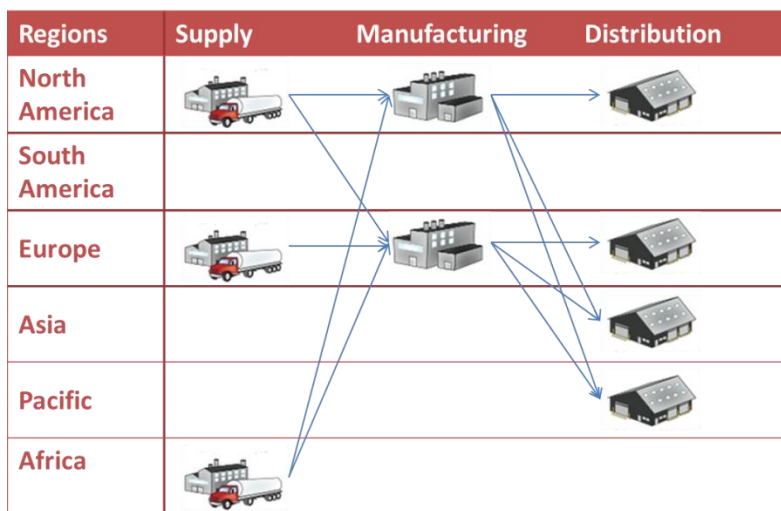 Regions Supply Manufacturing Distribution
North
America
South
America
Europe
Asia
Pacific
Africa